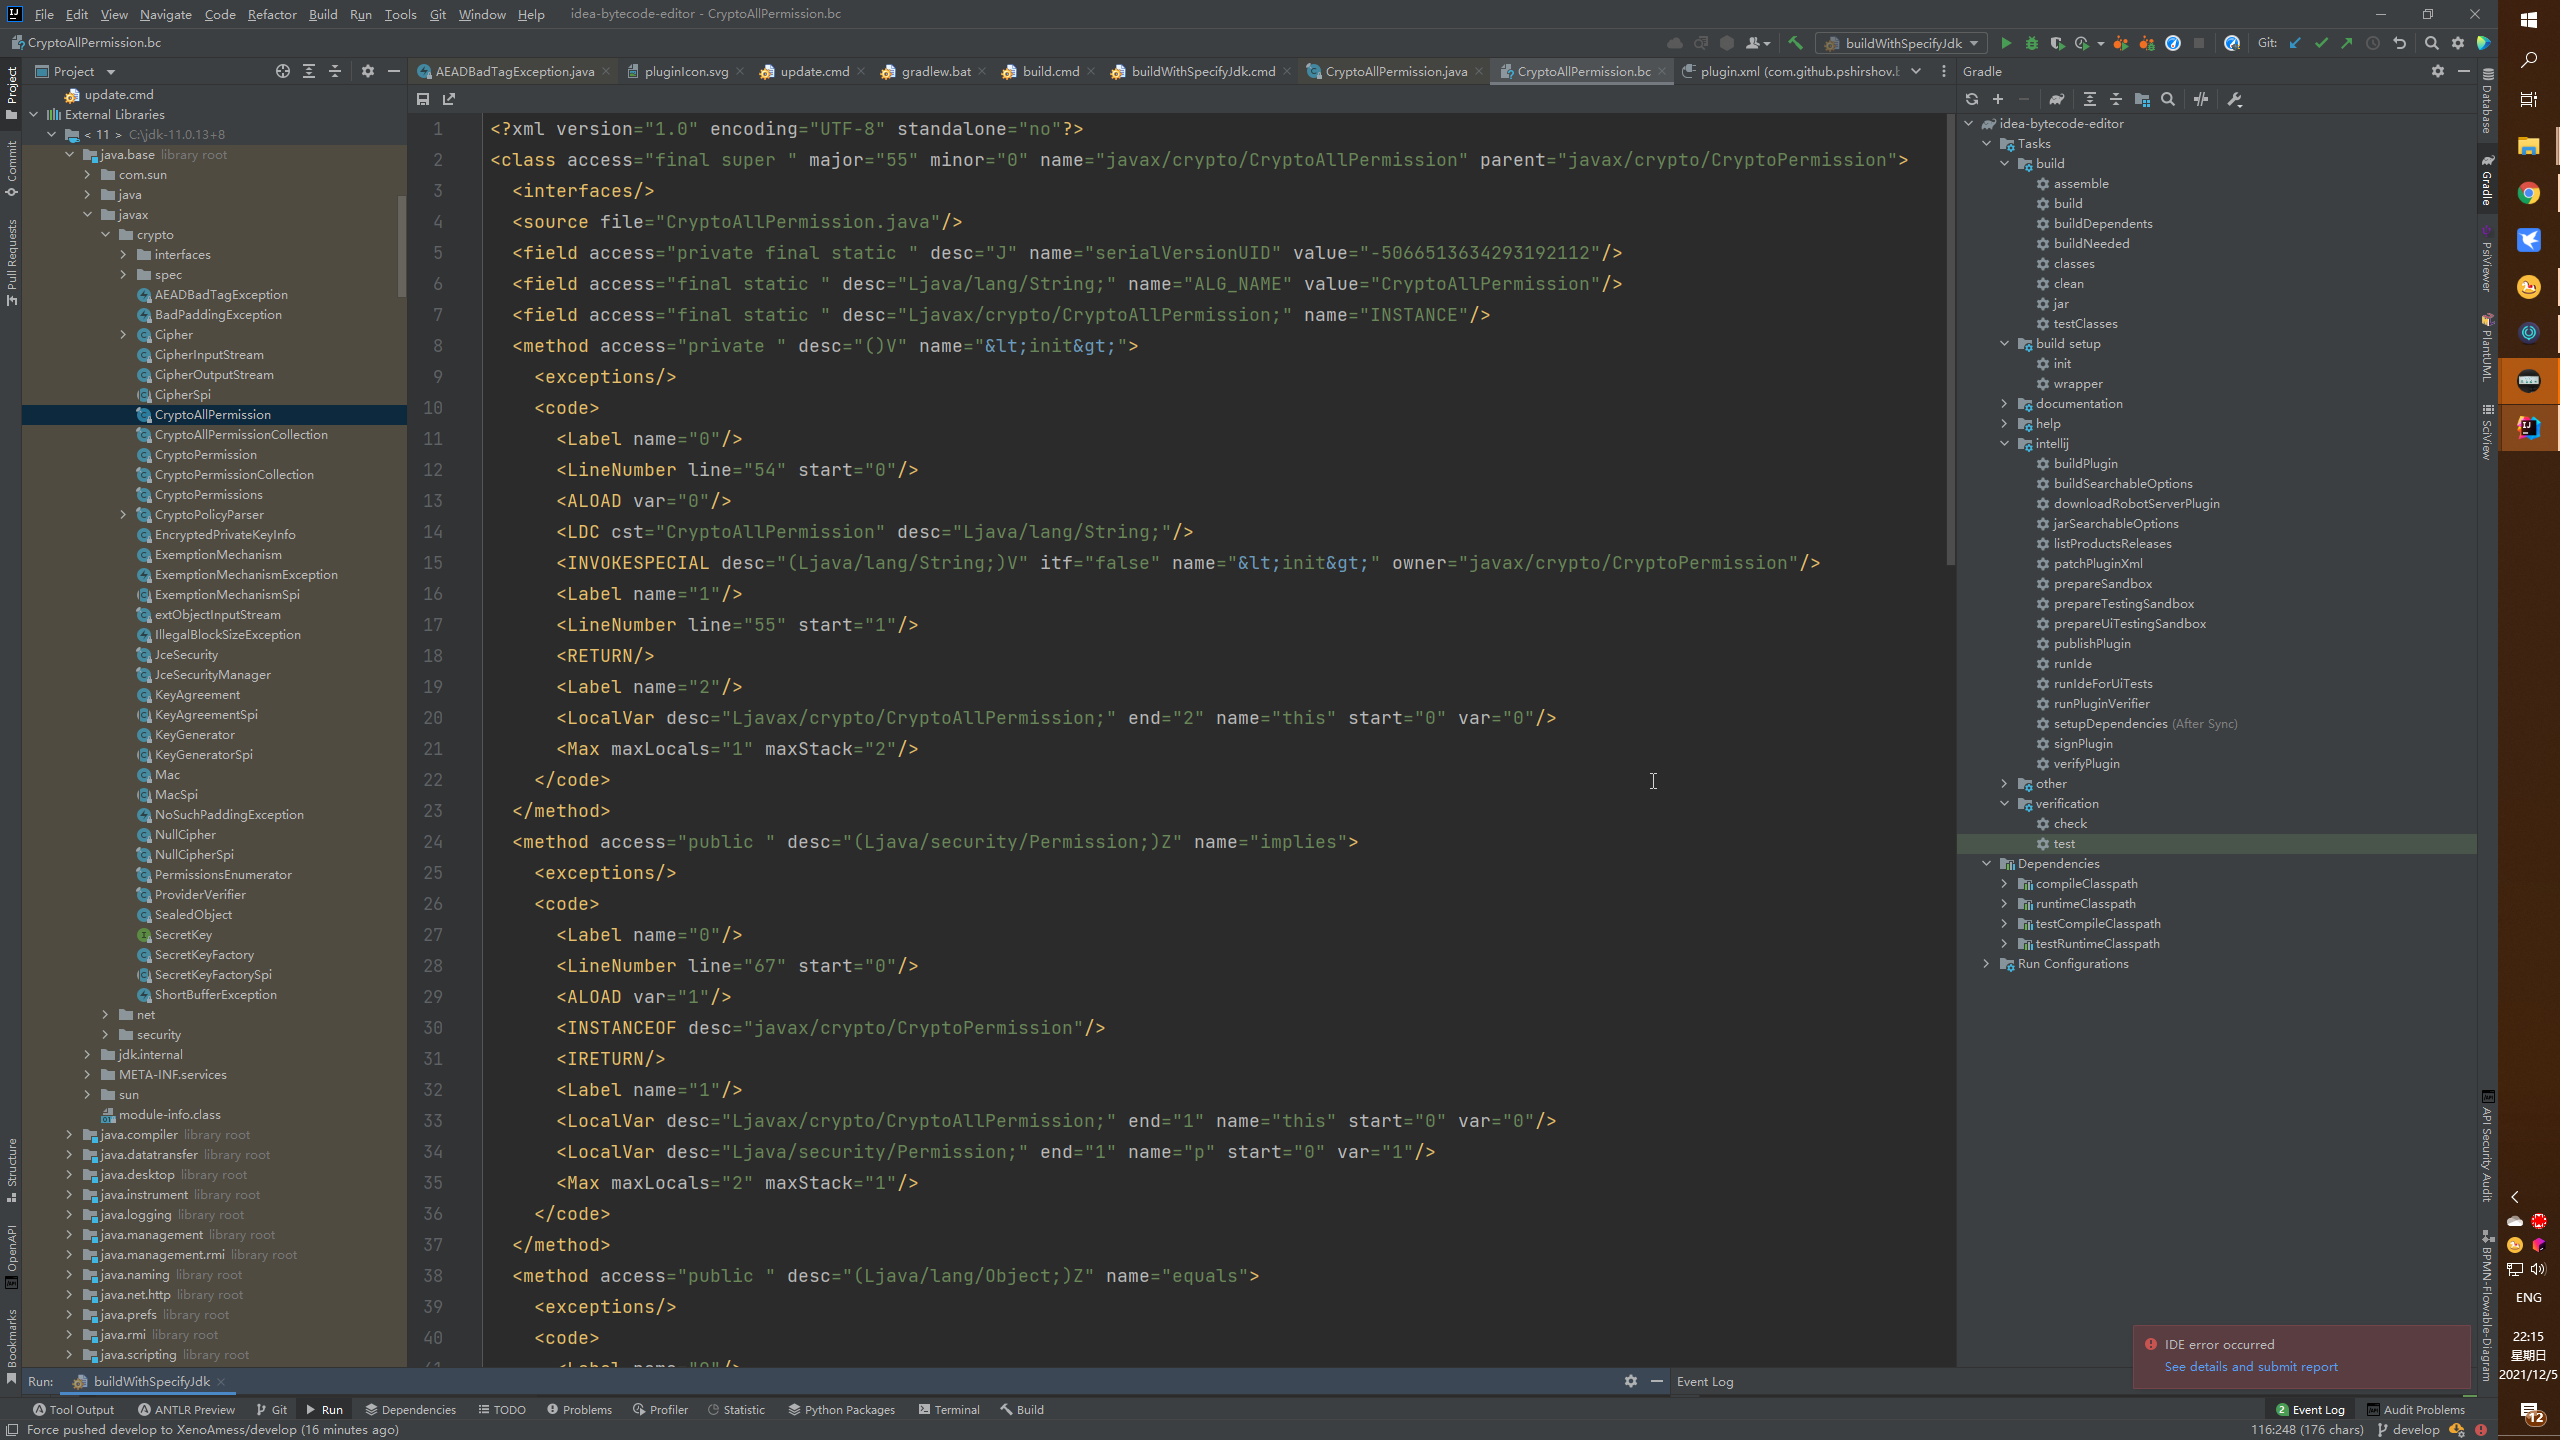 File Edit View Navigate Code Refactor Build Run Tools Git Window Help idea-bytecode-editor - CryptoAllPermission.bc
CryptoAllPermission.bc
buildWithSpecifyJdk
Git:
Project
AEADBadTagException.java
pluginIcon.svg
update.cmd
gradlew.bat
build.cmd
buildWithSpecifyJdk.cmd
CryptoAllPermission.java
CryptoAllPermission.bc
plugin.xml (com.github.pshirshov.b
Gradle
Project
Commit
Pull Requests
Structure
OpenAPI
Bookmarks
update.cmd
External Libraries
< 11 > C:\jdk-11.0.13+8
java.base library root
com.sun
java
javax
crypto
interfaces
spec
AEADBadTagException
BadPaddingException
Cipher
CipherInputStream
CipherOutputStream
CipherSpi
CryptoAllPermission
CryptoAllPermissionCollection
CryptoPermission
CryptoPermissionCollection
CryptoPermissions
CryptoPolicyParser
EncryptedPrivateKeyInfo
ExemptionMechanism
ExemptionMechanismException
ExemptionMechanismSpi
extObjectInputStream
IllegalBlockSizeException
JceSecurity
JceSecurityManager
KeyAgreement
KeyAgreementSpi
KeyGenerator
KeyGeneratorSpi
Mac
MacSpi
NoSuchPaddingException
NullCipher
NullCipherSpi
PermissionsEnumerator
ProviderVerifier
SealedObject
SecretKey
SecretKeyFactory
SecretKeyFactorySpi
ShortBufferException
net
security
jdk.internal
META-INF.services
sun
module-info.class
java.compiler library root
java.datatransfer library root
java.desktop library root
java.instrument library root
java.logging library root
java.management library root
java.management.rmi library root
java.naming library root
java.net.http library root
java.prefs library root
java.rmi library root
java.scripting library root
1 <?xml version="1.0" encoding="UTF-8" standalone="no"?>
2 <class access="final super " major="55" minor="0" name="javax/crypto/CryptoAllPermission" parent="javax/crypto/CryptoPermission">
3 <interfaces/>
4 <source file="CryptoAllPermission.java"/>
5 <field access="private final static " desc="J" name="serialVersionUID" value="-5066513634293192112"/>
6 <field access="final static " desc="Ljava/lang/String;" name="ALG_NAME" value="CryptoAllPermission"/>
7 <field access="final static " desc="Ljavax/crypto/CryptoAllPermission;" name="INSTANCE"/>
8 <method access="private " desc="()V" name="&lt;init&gt;">
9 <exceptions/>
10 <code>
11 <Label name="0"/>
12 <LineNumber line="54" start="0"/>
13 <ALOAD var="0"/>
14 <LDC cst="CryptoAllPermission" desc="Ljava/lang/String;"/>
15 <INVOKESPECIAL desc="(Ljava/lang/String;)V" itf="false" name="&lt;init&gt;" owner="javax/crypto/CryptoPermission"/>
16 <Label name="1"/>
17 <LineNumber line="55" start="1"/>
18 <RETURN/>
19 <Label name="2"/>
20 <LocalVar desc="Ljavax/crypto/CryptoAllPermission;" end="2" name="this" start="0" var="0"/>
21 <Max maxLocals="1" maxStack="2"/>
22 </code>
23 </method>
24 <method access="public " desc="(Ljava/security/Permission;)Z" name="implies">
25 <exceptions/>
26 <code>
27 <Label name="0"/>
28 <LineNumber line="67" start="0"/>
29 <ALOAD var="1"/>
30 <INSTANCEOF desc="javax/crypto/CryptoPermission"/>
31 <IRETURN/>
32 <Label name="1"/>
33 <LocalVar desc="Ljavax/crypto/CryptoAllPermission;" end="1" name="this" start="0" var="0"/>
34 <LocalVar desc="Ljava/security/Permission;" end="1" name="p" start="0" var="1"/>
35 <Max maxLocals="2" maxStack="1"/>
36 </code>
37 </method>
38 <method access="public " desc="(Ljava/lang/Object;)Z" name="equals">
39 <exceptions/>
40 <code>
41 <Label name="0"/>
idea-bytecode-editor
Tasks
build
assemble
build
buildDependents
buildNeeded
classes
clean
jar
testClasses
build setup
init
wrapper
documentation
help
intellij
buildPlugin
buildSearchableOptions
downloadRobotServerPlugin
jarSearchableOptions
listProductsReleases
patchPluginXml
prepareSandbox
prepareTestingSandbox
prepareUiTestingSandbox
publishPlugin
runIde
runIdeForUiTests
runPluginVerifier
setupDependencies (After Sync)
signPlugin
verifyPlugin
other
verification
check
test
Dependencies
compileClasspath
runtimeClasspath
testCompileClasspath
testRuntimeClasspath
Run Configurations
Database
Gradle
PsiViewer
PlantUML
SciView
API Security Audit
BPMN-Flowable-Diagram
IDE error occurred
See details and submit report
Run: buildWithSpecifyJdk
Event Log
Tool Output ANTLR Preview Git Run Dependencies TODO Problems Profiler Statistic Python Packages Terminal Build
2 Event Log Audit Problems
Force pushed develop to XenoAmess/develop (16 minutes ago)
116:248 (176 chars) develop
ENG
22:15
星期日
2021/12/5
12